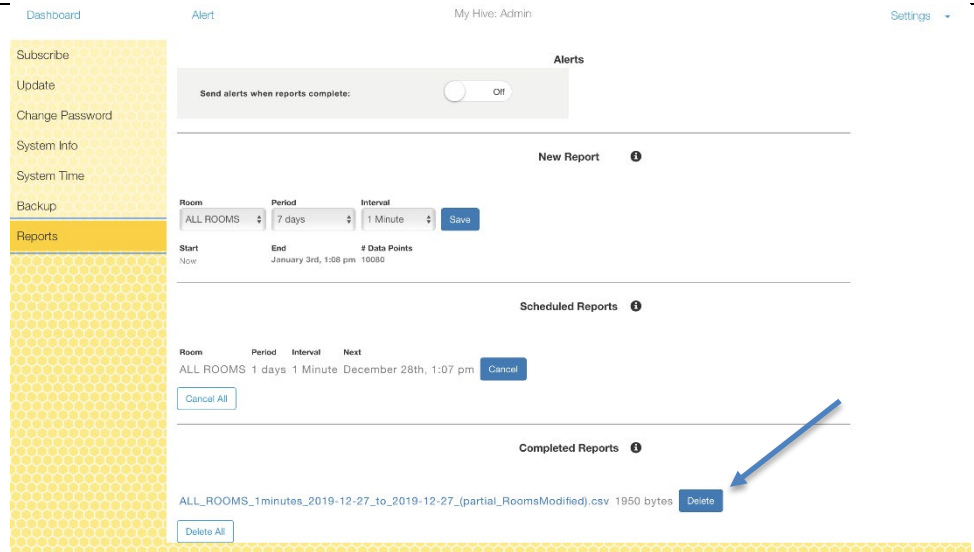 Dashboard Alert My Hive: Admin Settings
Subscribe
Update
Change Password
System Info
System Time
Backup
Reports
Alerts
Send alerts when reports complete: Off
New Report
Room Period Interval
ALL ROOMS 7 days 1 Minute Save
Start End # Data Points
Now January 3rd, 1:08 pm 10080
Scheduled Reports
Room Period Interval Next
ALL ROOMS 1 days 1 Minute December 28th, 1:07 pm Cancel
Cancel All
Completed Reports
ALL_ROOMS_1minutes_2019-12-27_to_2019-12-27_(partial_RoomsModified).csv 1950 bytes Delete
Delete All